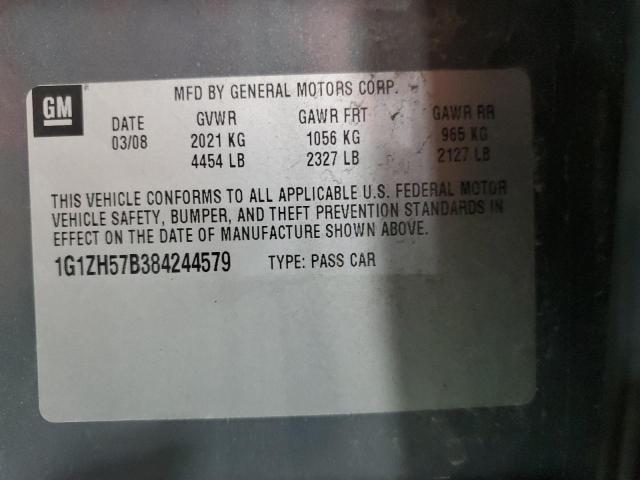 GM
MFD BY GENERAL MOTORS CORP.
DATE GVWR GAWR FRT GAWR RR
03/08 2021 KG 1056 KG 965 KG
4454 LB 2327 LB 2127 LB
THIS VEHICLE CONFORMS TO ALL APPLICABLE U.S. FEDERAL MOTOR
VEHICLE SAFETY, BUMPER, AND THEFT PREVENTION STANDARDS IN
EFFECT ON THE DATE OF MANUFACTURE SHOWN ABOVE.
1G1ZH57B384244579 TYPE: PASS CAR